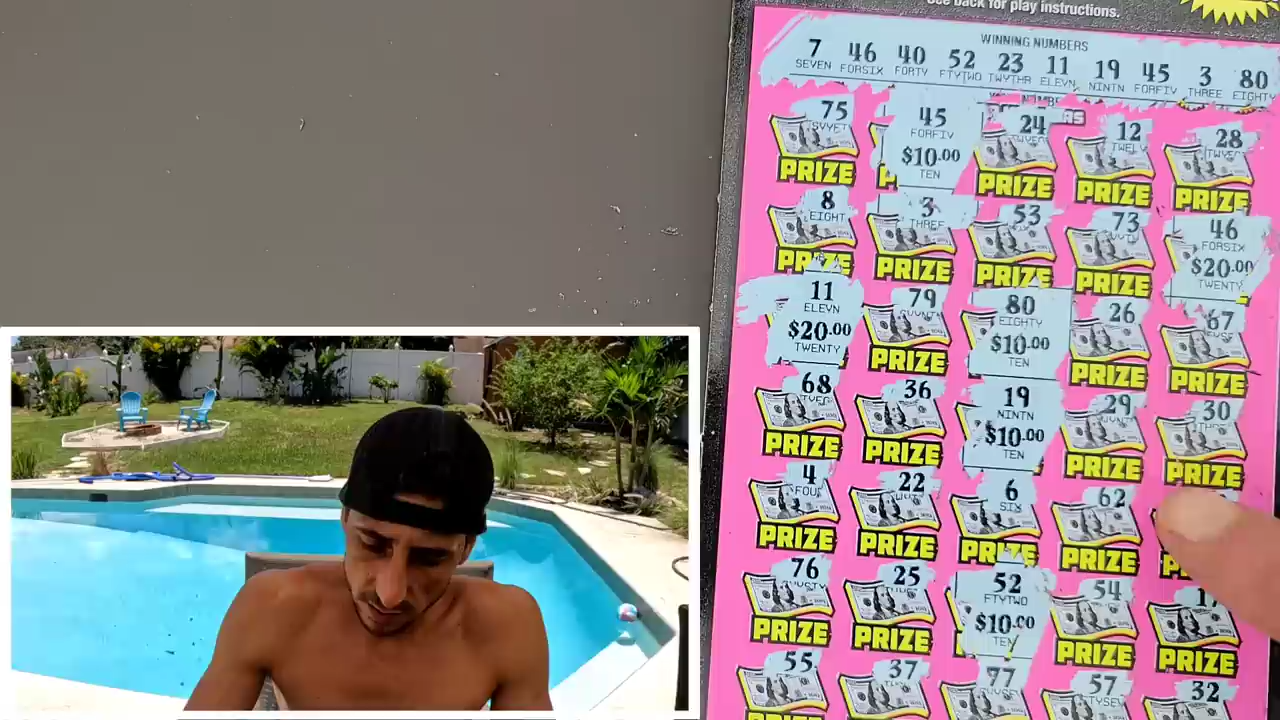 See back for play instructions.
WINNING NUMBERS
7 46 40 52 23 11 19 45 3 80
SEVEN FORSIX FORTY FTYTWO TWYTHR ELEVN NINTN FORFIV THREE EIGHTY
75 45 24 12 28
FORFIV
$10.00
TEN
PRIZE PRIZE PRIZE PRIZE
8 3 53 73 46
EIGHT THREE FORSIX
$20.00
TWENTY
PRIZE PRIZE PRIZE PRIZE
11 79 80 26 67
ELEVN EIGHTY
$20.00 $10.00
TWENTY TEN
PRIZE PRIZE PRIZE
68 36 19 29 30
NINTN
$10.00
TEN
PRIZE PRIZE PRIZE PRIZE
4 22 6 62
FOUR SIX
PRIZE PRIZE PRIZE PRIZE
76 25 52 54 17
FTYTWO
$10.00
TEN
PRIZE PRIZE PRIZE PRIZE
55 37 77 57 32